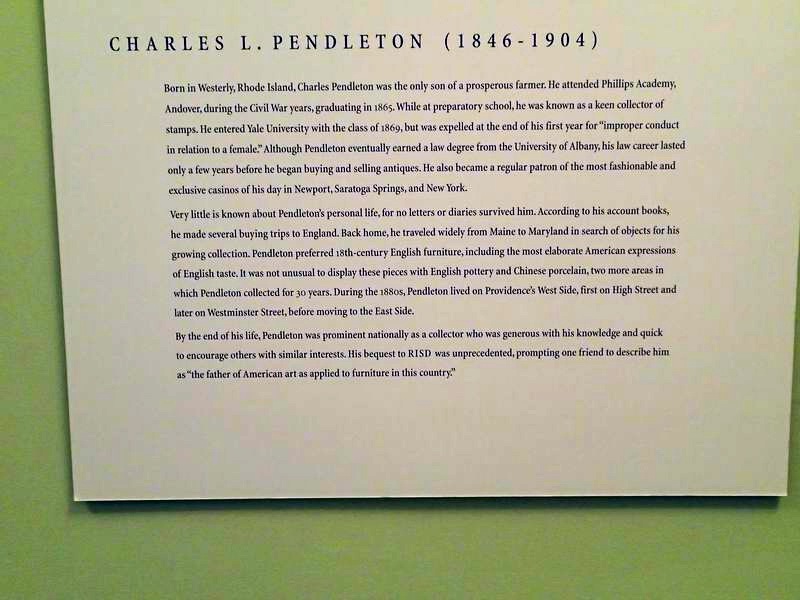 CHARLES L. PENDLETON (1846-1904)
Born in Westerly, Rhode Island, Charles Pendleton was the only son of a prosperous farmer. He attended Phillips Academy,
Andover, during the Civil War years, graduating in 1865. While at preparatory school, he was known as a keen collector of
stamps. He entered Yale University with the class of 1869, but was expelled at the end of his first year for "improper conduct
in relation to a female." Although Pendleton eventually earned a law degree from the University of Albany, his law career lasted
only a few years before he began buying and selling antiques. He also became a regular patron of the most fashionable and
exclusive casinos of his day in Newport, Saratoga Springs, and New York.
Very little is known about Pendleton's personal life, for no letters or diaries survived him. According to his account books,
he made several buying trips to England. Back home, he traveled widely from Maine to Maryland in search of objects for his
growing collection. Pendleton preferred 18th-century English furniture, including the most elaborate American expressions
of English taste. It was not unusual to display these pieces with English pottery and Chinese porcelain, two more areas in
which Pendleton collected for 30 years. During the 1880s, Pendleton lived on Providence's West Side, first on High Street and
later on Westminster Street, before moving to the East Side.
By the end of his life, Pendleton was prominent nationally as a collector who was generous with his knowledge and quick
to encourage others with similar interests. His bequest to RISD was unprecedented, prompting one friend to describe him
as "the father of American art as applied to furniture in this country."